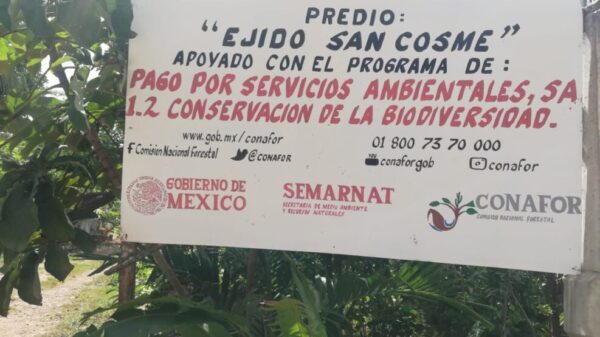 PREDIO:
"EJIDO SAN COSME"
APOYADO CON EL PROGRAMA DE:
PAGO POR SERVICIOS AMBIENTALES, SA
1.2 CONSERVACION DE LA BIODIVERSIDAD.
www.gob.mx/conafor 01 800 73 70 000
f Comisión Nacional Forestal @CONAFOR conaforgob conafor
GOBIERNO DE MEXICO
SEMARNAT
SECRETARIA DE MEDIO AMBIENTE
Y RECURSOS NATURALES
CONAFOR
COMISION NACIONAL FORESTAL